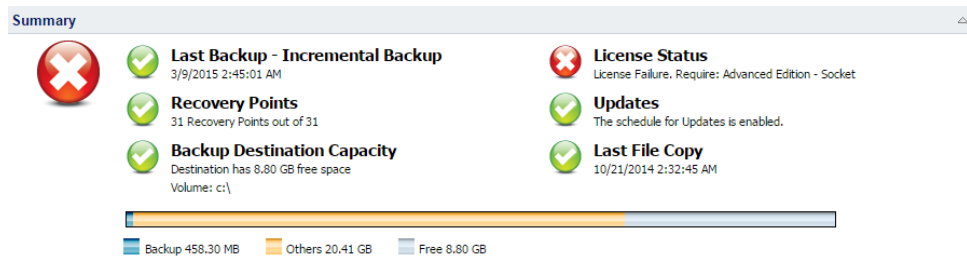 Summary
Last Backup - Incremental Backup
3/9/2015 2:45:01 AM
Recovery Points
31 Recovery Points out of 31
Backup Destination Capacity
Destination has 8.80 GB free space
Volume: c:\
License Status
License Failure. Require: Advanced Edition - Socket
Updates
The schedule for Updates is enabled.
Last File Copy
10/21/2014 2:32:45 AM
Backup 458.30 MB
Others 20.41 GB
Free 8.80 GB